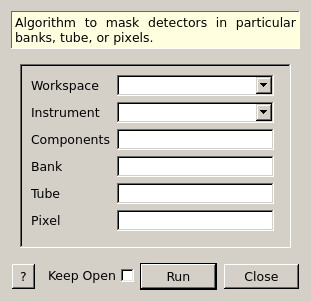 Algorithm to mask detectors in particular
banks, tube, or pixels.
Workspace
Instrument
Components
Bank
Tube
Pixel
? Keep Open Run Close